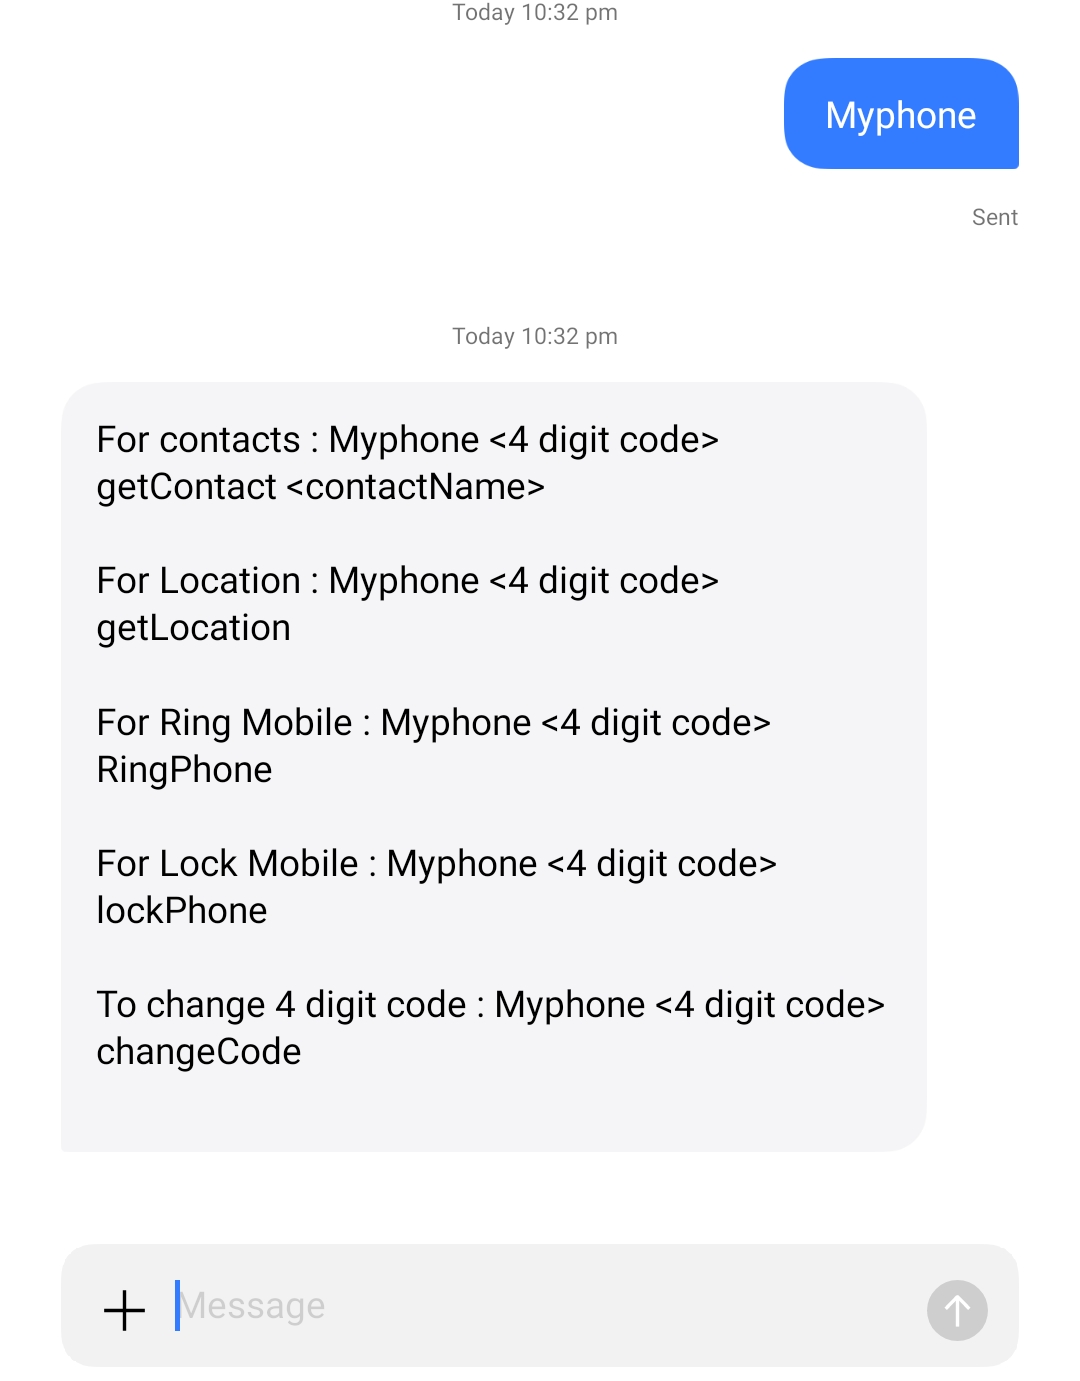 Today 10:32 pm
Myphone
Sent
Today 10:32 pm
For contacts : Myphone <4 digit code>
getContact <contactName>
For Location : Myphone <4 digit code>
getLocation
For Ring Mobile : Myphone <4 digit code>
RingPhone
For Lock Mobile : Myphone <4 digit code>
lockPhone
To change 4 digit code : Myphone <4 digit code>
changeCode
Message